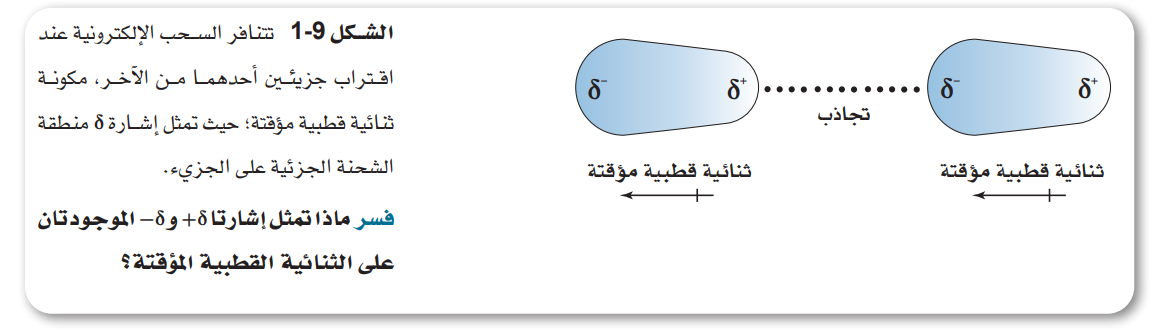 الشكل 9-1 تتنافر السحب الإلكترونية عند
اقتراب جزيئين أحدهما من الآخر، مكونة
ثنائية قطبية مؤقتة؛ حيث تمثل إشارة δ منطقة
الشحنة الجزئية على الجزيء.
فسر ماذا تمثل إشارتا δ+ و δ− الموجودتان
على الثنائية القطبية المؤقتة؟
δ⁻ δ⁺ δ⁻ δ⁺
تجاذب
ثنائية قطبية مؤقتة
ثنائية قطبية مؤقتة